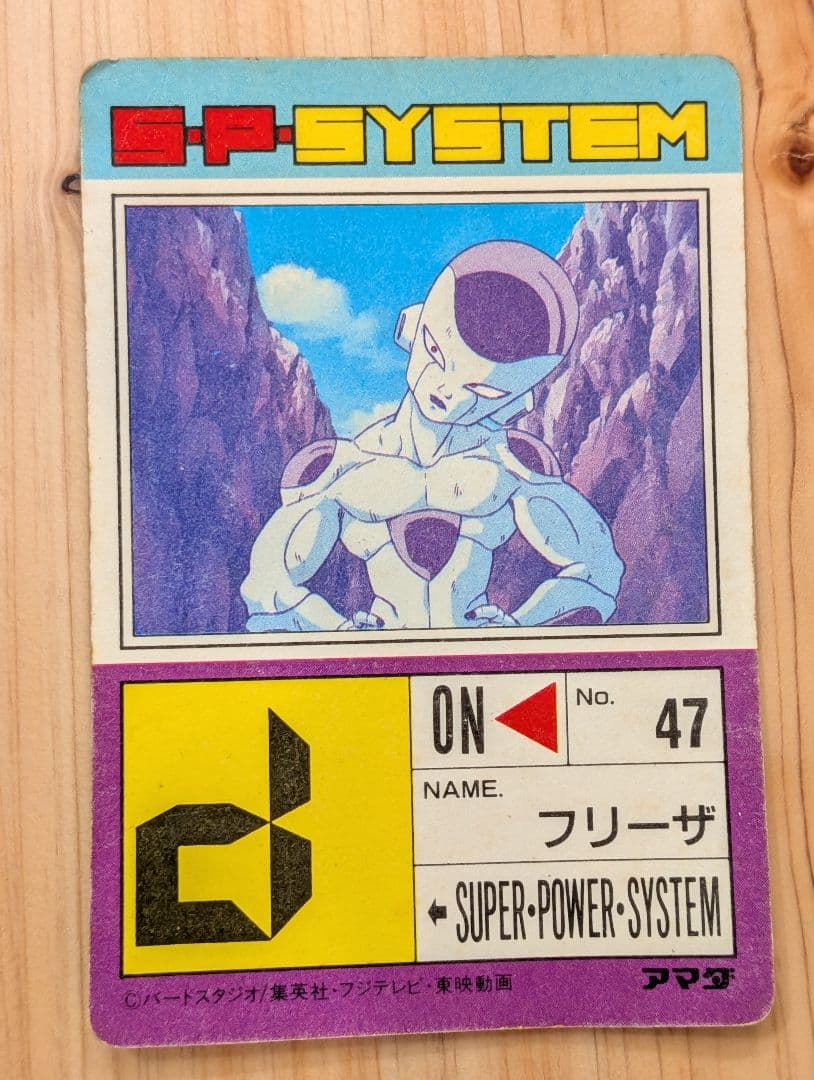 S・P・SYSTEM
ON
No. 47
NAME.
フリーザ
d
SUPER・POWER・SYSTEM
©バードスタジオ/集英社・フジテレビ・東映動画
アマダ